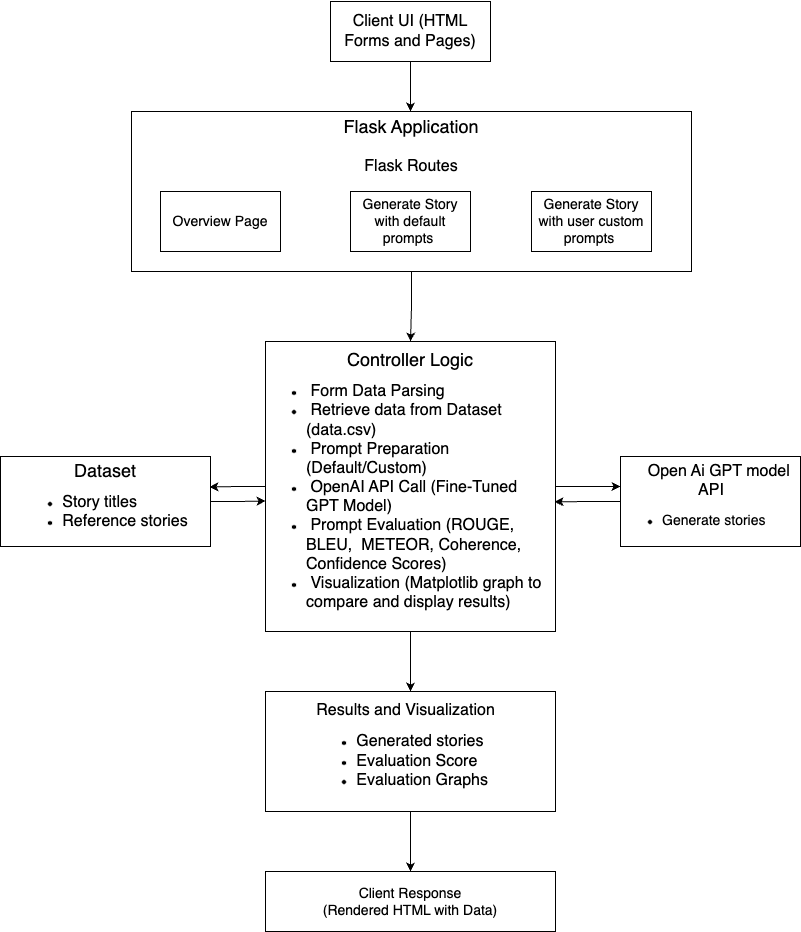 Client UI (HTML
Forms and Pages)
Flask Application
Flask Routes
Overview Page
Generate Story
with default
prompts
Generate Story
with user custom
prompts
Controller Logic
• Form Data Parsing
• Retrieve data from Dataset
(data.csv)
• Prompt Preparation
(Default/Custom)
• OpenAI API Call (Fine-Tuned
GPT Model)
• Prompt Evaluation (ROUGE,
BLEU, METEOR, Coherence,
Confidence Scores)
• Visualization (Matplotlib graph to
compare and display results)
Dataset
• Story titles
• Reference stories
Open Ai GPT model
API
• Generate stories
Results and Visualization
• Generated stories
• Evaluation Score
• Evaluation Graphs
Client Response
(Rendered HTML with Data)